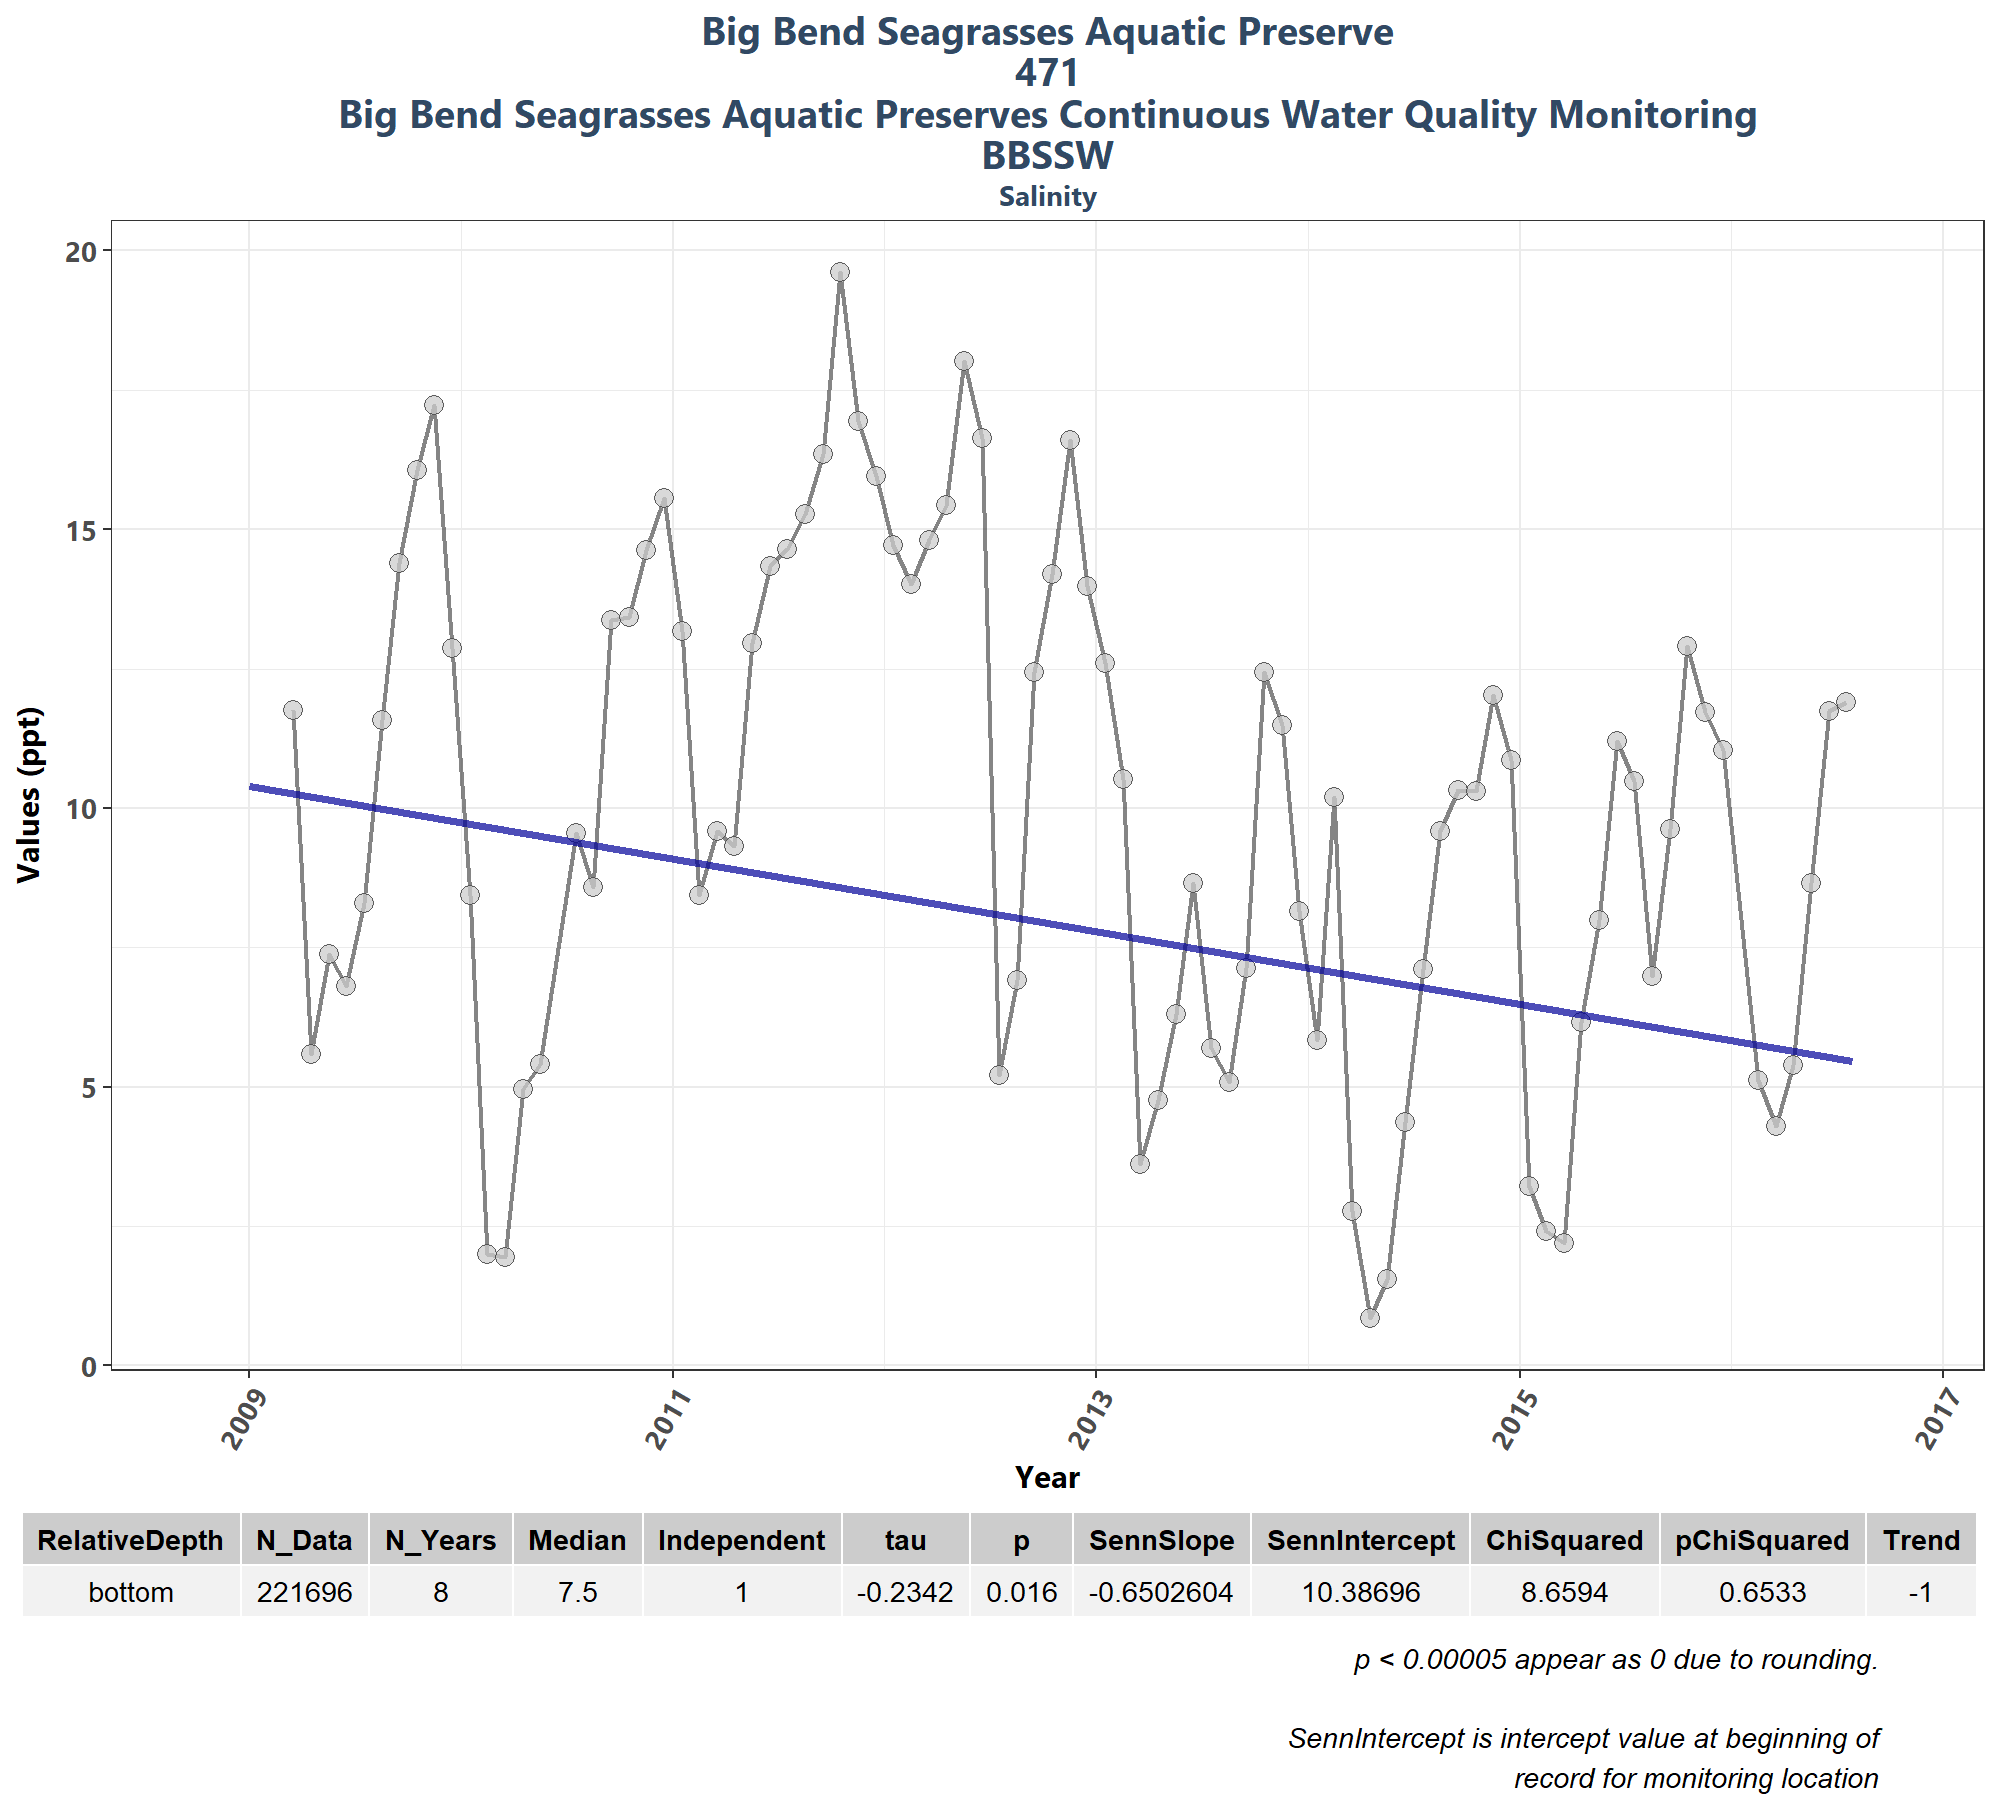 Big Bend Seagrasses Aquatic Preserve
471
Big Bend Seagrasses Aquatic Preserves Continuous Water Quality Monitoring
BBSSW
Salinity
20
15
10
5
0
Values (ppt)
2009 2011 2013 2015 2017
Year
RelativeDepth N_Data N_Years Median Independent tau p SennSlope SennIntercept ChiSquared pChiSquared Trend
bottom 221696 8 7.5 1 -0.2342 0.016 -0.6502604 10.38696 8.6594 0.6533 -1
p < 0.00005 appear as 0 due to rounding.
SennIntercept is intercept value at beginning of
record for monitoring location